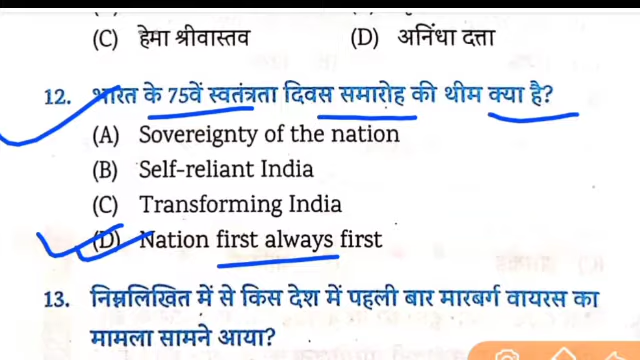 (C) हेमा श्रीवास्तव (D) अनिंधा दत्ता
12. भारत के 75वें स्वतंत्रता दिवस समारोह की थीम क्या है?
(A) Sovereignty of the nation
(B) Self-reliant India
(C) Transforming India
(D) Nation first always first
13. निम्नलिखित में से किस देश में पहली बार मारबर्ग वायरस का
मामला सामने आया?